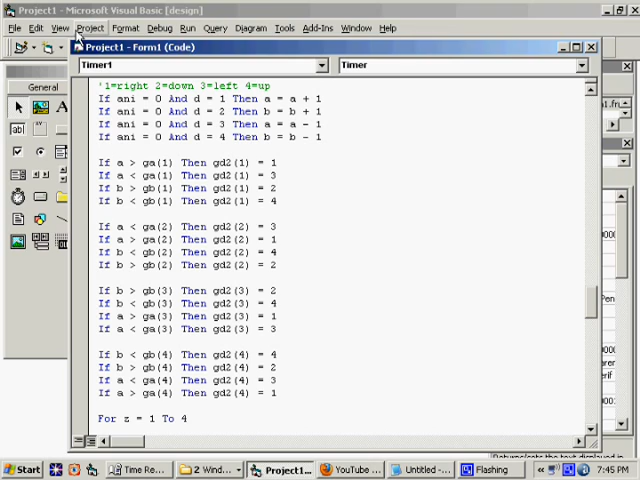 Project1 - Microsoft Visual Basic [design]
File Edit View Project Format Debug Run Query Diagram Tools Add-Ins Window Help
Project1 - Form1 (Code)
General
Timer1
Timer
'1=right 2=down 3=left 4=up
If ani = 0 And d = 1 Then a = a + 1
If ani = 0 And d = 2 Then b = b + 1
If ani = 0 And d = 3 Then a = a - 1
If ani = 0 And d = 4 Then b = b - 1
If a > ga(1) Then gd2(1) = 1
If a < ga(1) Then gd2(1) = 3
If b > gb(1) Then gd2(1) = 2
If b < gb(1) Then gd2(1) = 4
If a < ga(2) Then gd2(2) = 3
If a > ga(2) Then gd2(2) = 1
If b < gb(2) Then gd2(2) = 4
If b > gb(2) Then gd2(2) = 2
If b > gb(3) Then gd2(3) = 2
If b < gb(3) Then gd2(3) = 4
If a > ga(3) Then gd2(3) = 1
If a < ga(3) Then gd2(3) = 3
If b < gb(4) Then gd2(4) = 4
If b > gb(4) Then gd2(4) = 2
If a < ga(4) Then gd2(4) = 3
If a > ga(4) Then gd2(4) = 1
For z = 1 To 4
Start
Time Re...
2 Wind...
Project1...
YouTube ...
Untitled -...
Flashing
7:45 PM